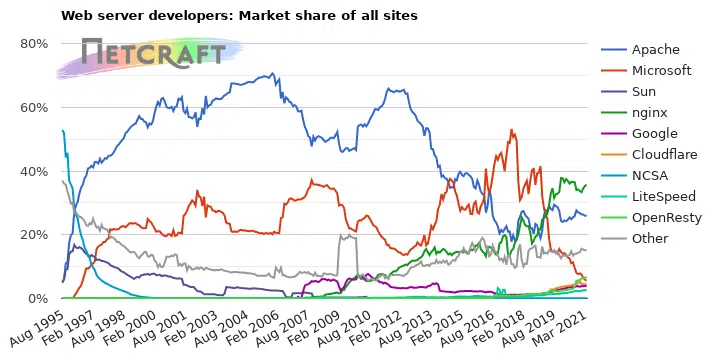 Web server developers: Market share of all sites
NETCRAFT
80%
60%
40%
20%
0%
Aug 1995
Feb 1997
Aug 1998
Feb 2000
Aug 2001
Feb 2003
Aug 2004
Feb 2006
Aug 2007
Feb 2009
Aug 2010
Feb 2012
Aug 2013
Feb 2015
Aug 2016
Feb 2018
Aug 2019
Mar 2021
Apache
Microsoft
Sun
nginx
Google
Cloudflare
NCSA
LiteSpeed
OpenResty
Other